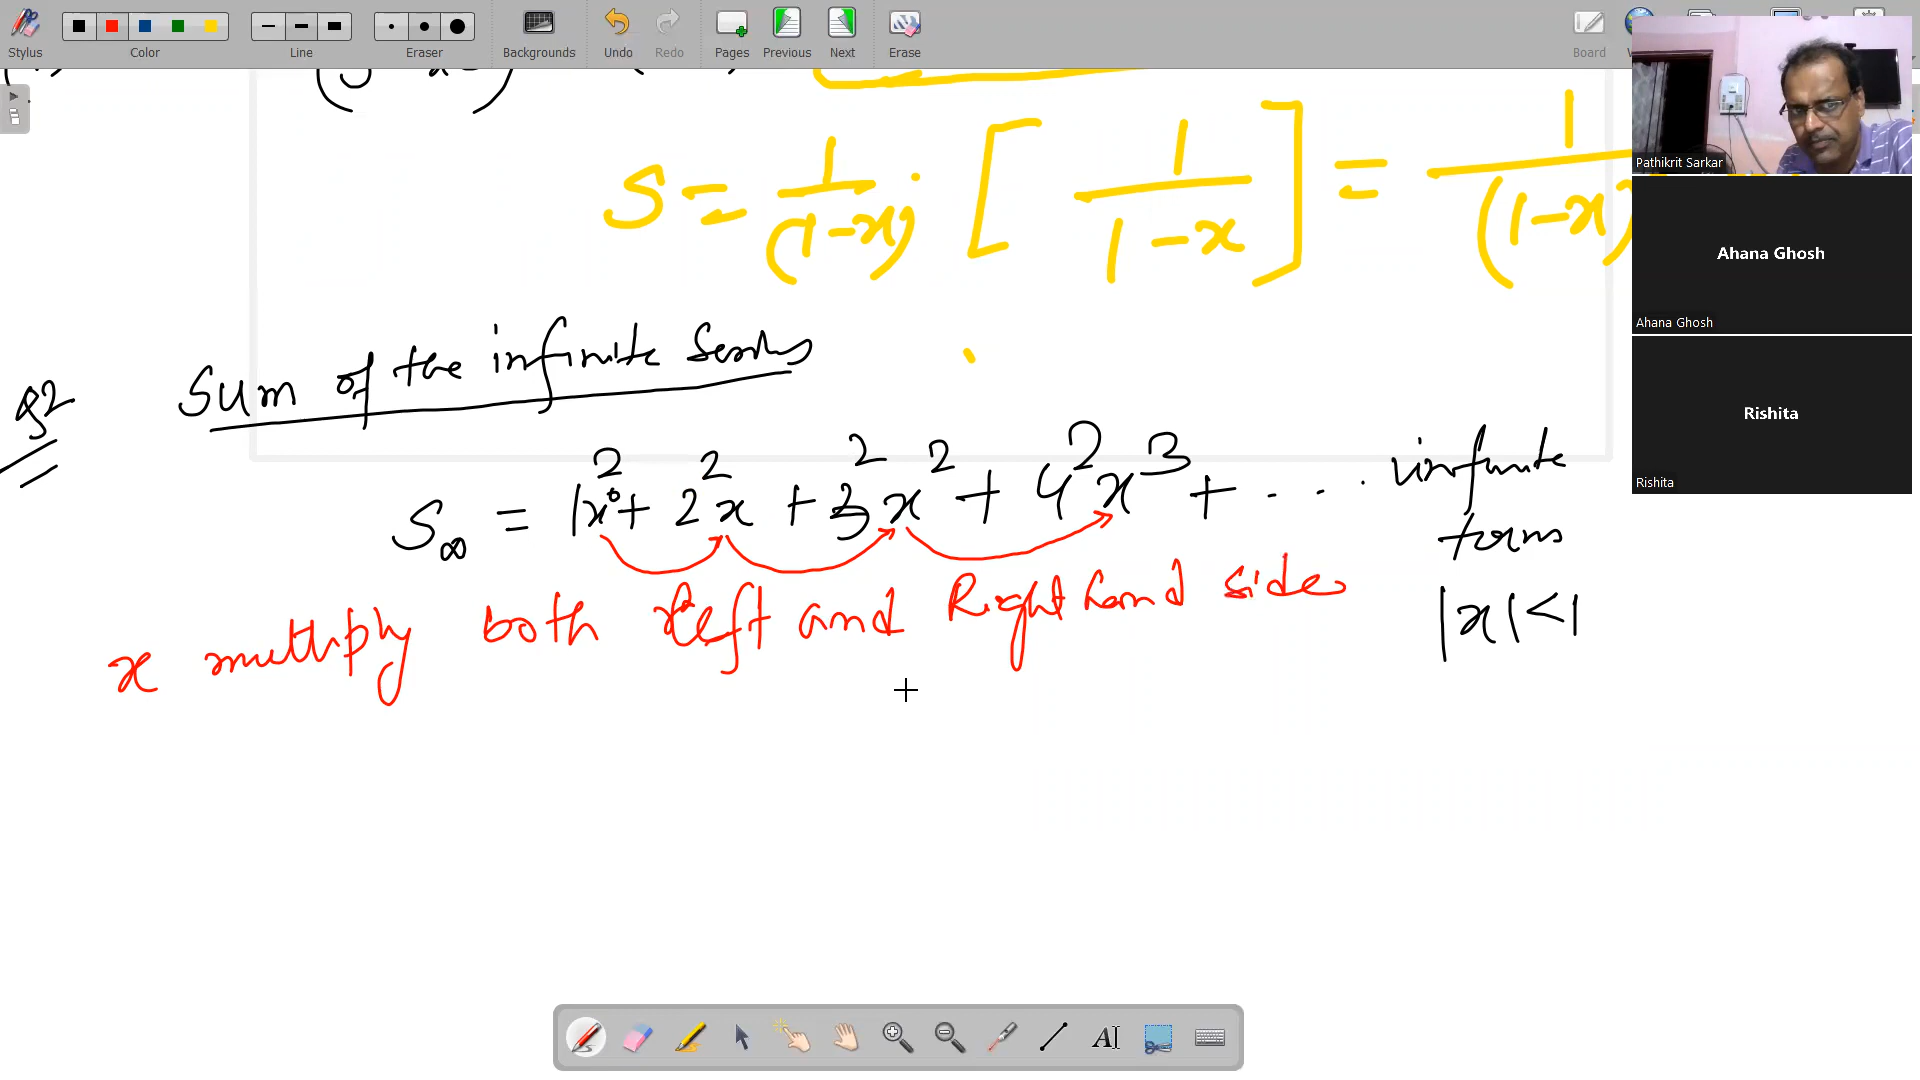 Stylus Color Line Eraser Backgrounds Undo Redo Pages Previous Next Erase Board
S = 1/(1-x) [ 1/(1-x) ] = 1/(1-x)
Pathikrit Sarkar
Ahana Ghosh
Ahana Ghosh
Rishita
Rishita
Q2 Sum of the infinite Series
S∞ = 1²x⁰ + 2²x + 3²x² + 4²x³ + . . . . infinite
terms
|x|<1
x multiply both left and Right hand sides
AI